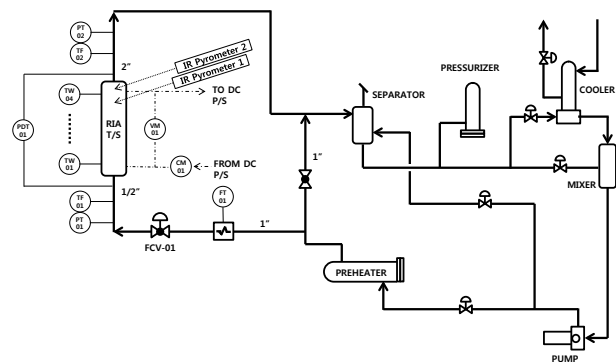 PT
02
TF
02
2"
IR Pyrometer 2
IR Pyrometer 1
TW
04
RIA
T/S
TO DC
P/S
PDT
01
VM
01
TW
01
CM
01
FROM DC
P/S
1/2"
TF
01
PT
01
FT
01
FCV-01
1"
1"
SEPARATOR
PRESSURIZER
COOLER
MIXER
PREHEATER
PUMP